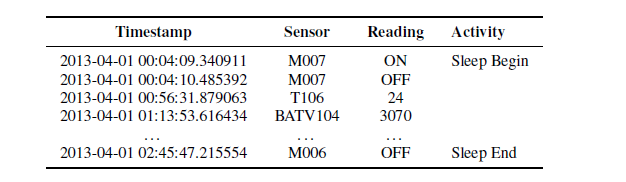 Timestamp Sensor Reading Activity
2013-04-01 00:04:09.340911 M007 ON Sleep Begin
2013-04-01 00:04:10.485392 M007 OFF
2013-04-01 00:56:31.879063 T106 24
2013-04-01 01:13:53.616434 BATV104 3070
... ... ...
2013-04-01 02:45:47.215554 M006 OFF Sleep End